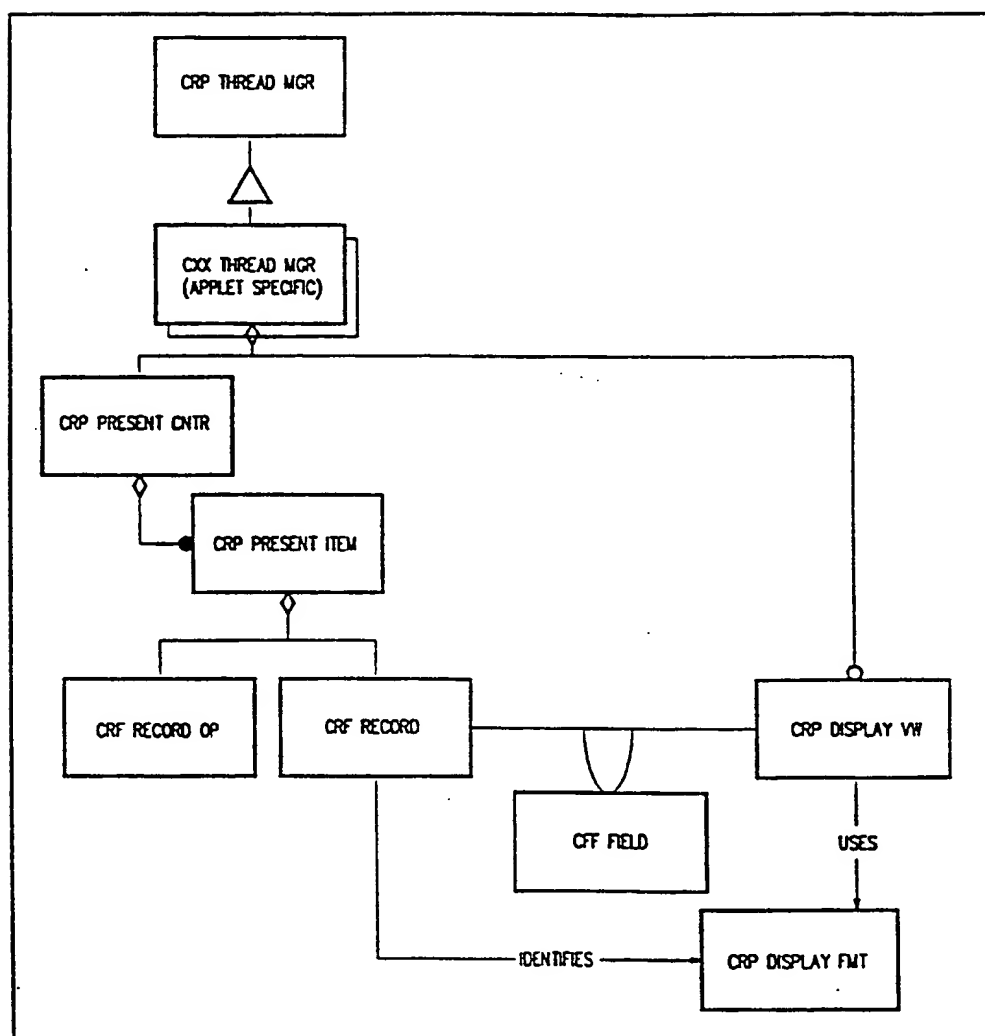 CRP THREAD MGR
CXX THREAD MGR
(APPLET SPECIFIC)
CRP PRESENT CNTR
CRP PRESENT ITEM
CRF RECORD OP
CRF RECORD
CRP DISPLAY VW
CFF FIELD
USES
IDENTIFIES
CRP DISPLAY FMT